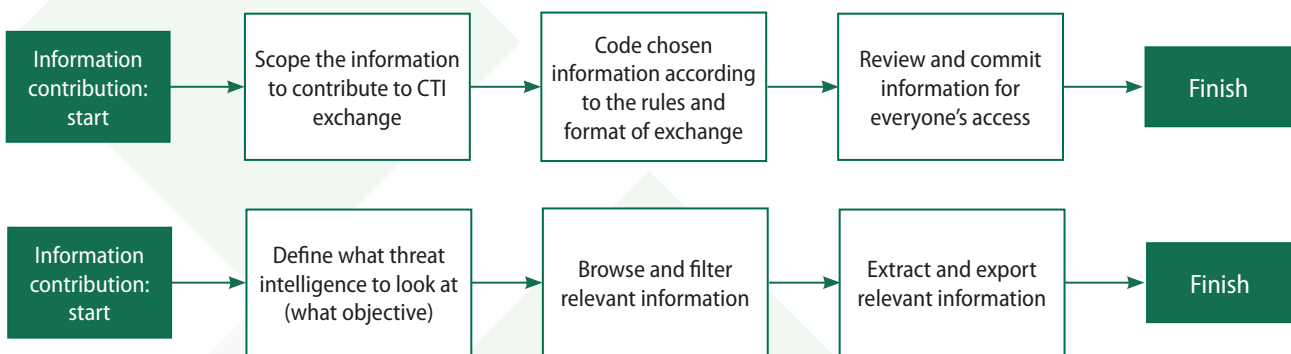 Information
contribution:
start
Scope the information
to contribute to CTI
exchange
Code chosen
information according
to the rules and
format of exchange
Review and commit
information for
everyone’s access
Finish
Information
contribution:
start
Define what threat
intelligence to look at
(what objective)
Browse and filter
relevant information
Extract and export
relevant information
Finish